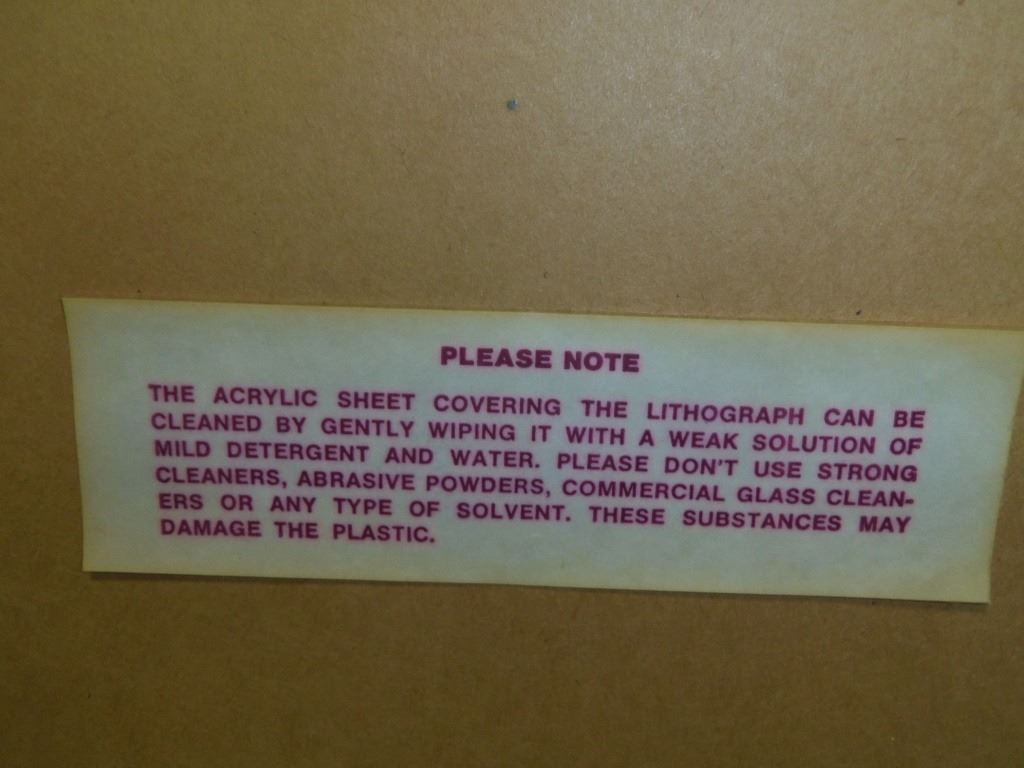 PLEASE NOTE
THE ACRYLIC SHEET COVERING THE LITHOGRAPH CAN BE
CLEANED BY GENTLY WIPING IT WITH A WEAK SOLUTION OF
MILD DETERGENT AND WATER. PLEASE DON'T USE STRONG
CLEANERS, ABRASIVE POWDERS, COMMERCIAL GLASS CLEAN-
ERS OR ANY TYPE OF SOLVENT. THESE SUBSTANCES MAY
DAMAGE THE PLASTIC.